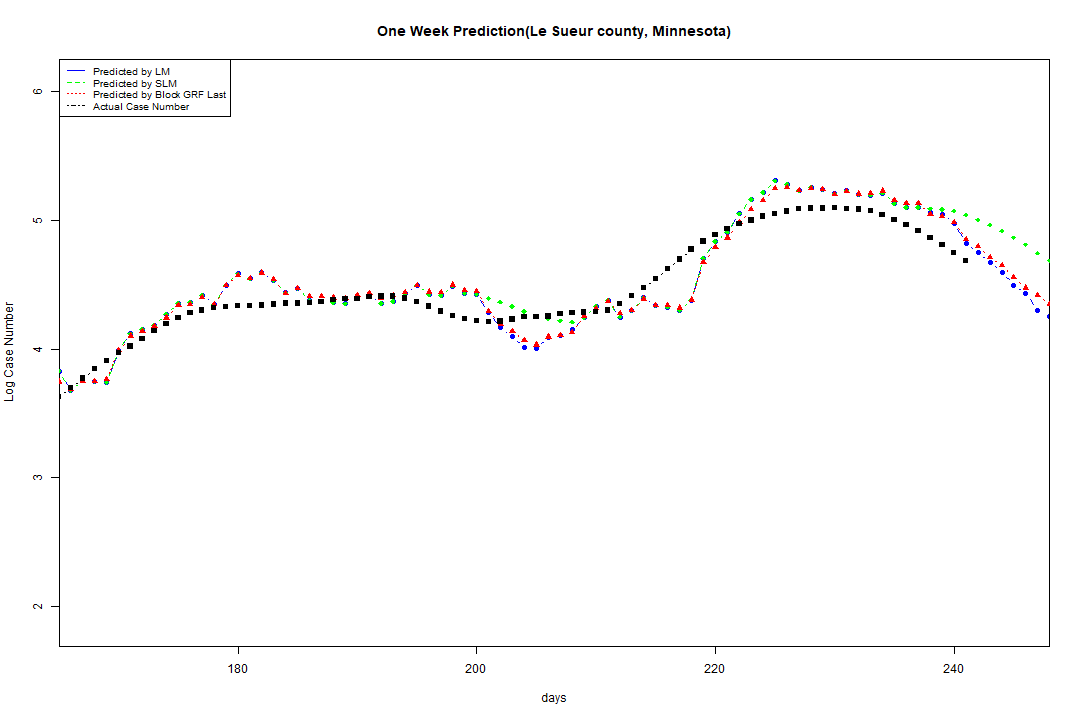 One Week Prediction(Le Sueur county, Minnesota)
Predicted by LM
Predicted by SLM
Predicted by Block GRF Last
Actual Case Number
6
5
4
3
2
Log Case Number
180 200 220 240
days